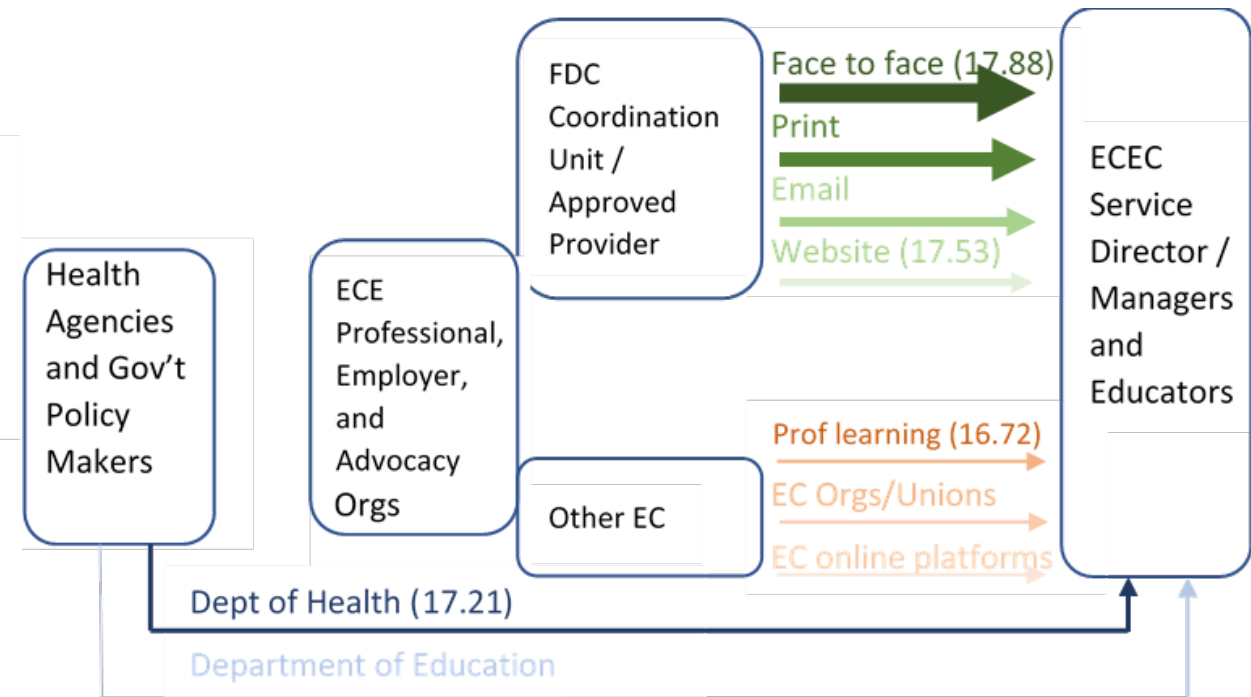 Health
Agencies
and Gov't
Policy
Makers
ECE
Professional,
Employer,
and
Advocacy
Orgs
FDC
Coordination
Unit /
Approved
Provider
Other EC
Face to face (17.88)
Print
Email
Website (17.53)
Prof learning (16.72)
EC Orgs/Unions
EC online platforms
ECEC
Service
Director /
Managers
and
Educators
Dept of Health (17.21)
Department of Education